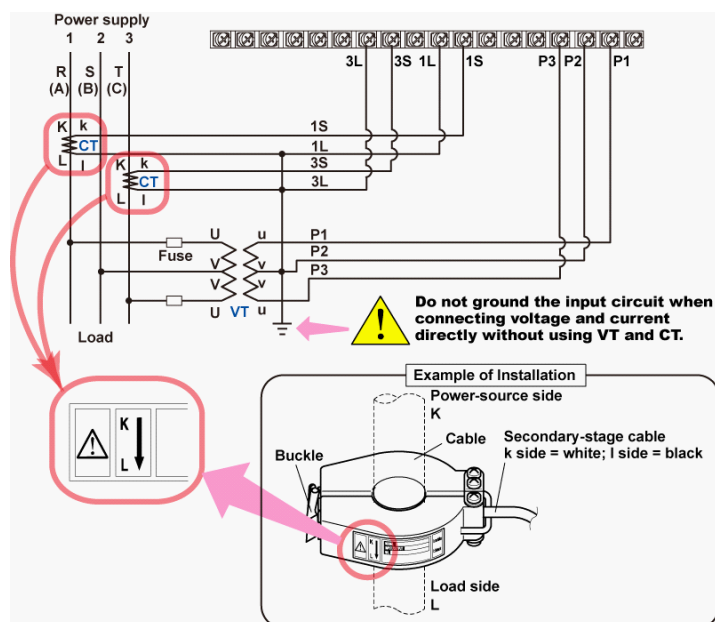 Power supply
1 2 3
R S T
(A) (B) (C)
3L 3S 1L 1S P3 P2 P1
K k
CT
L l
K k
CT
L l
1S
1L
3S
3L
U u P1
Fuse
V v P2
V v P3
U VT u
Load
Do not ground the input circuit when
connecting voltage and current
directly without using VT and CT.
K
L
Example of Installation
Power-source side
K
Cable
Buckle
Secondary-stage cable
k side = white; l side = black
K
L
Load side
L